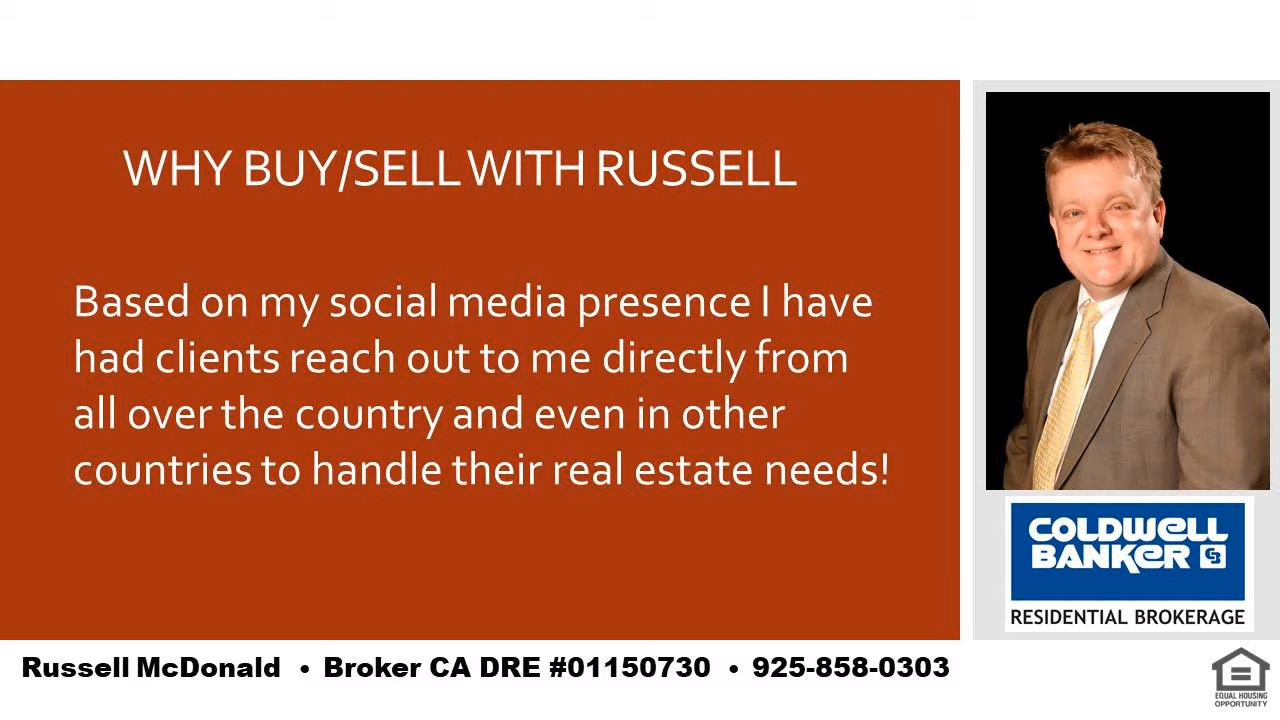 WHY BUY/SELL WITH RUSSELL
Based on my social media presence I have
had clients reach out to me directly from
all over the country and even in other
countries to handle their real estate needs!
COLDWELL
BANKER CB
RESIDENTIAL BROKERAGE
Russell McDonald • Broker CA DRE #01150730 • 925-858-0303
EQUAL HOUSING
OPPORTUNITY